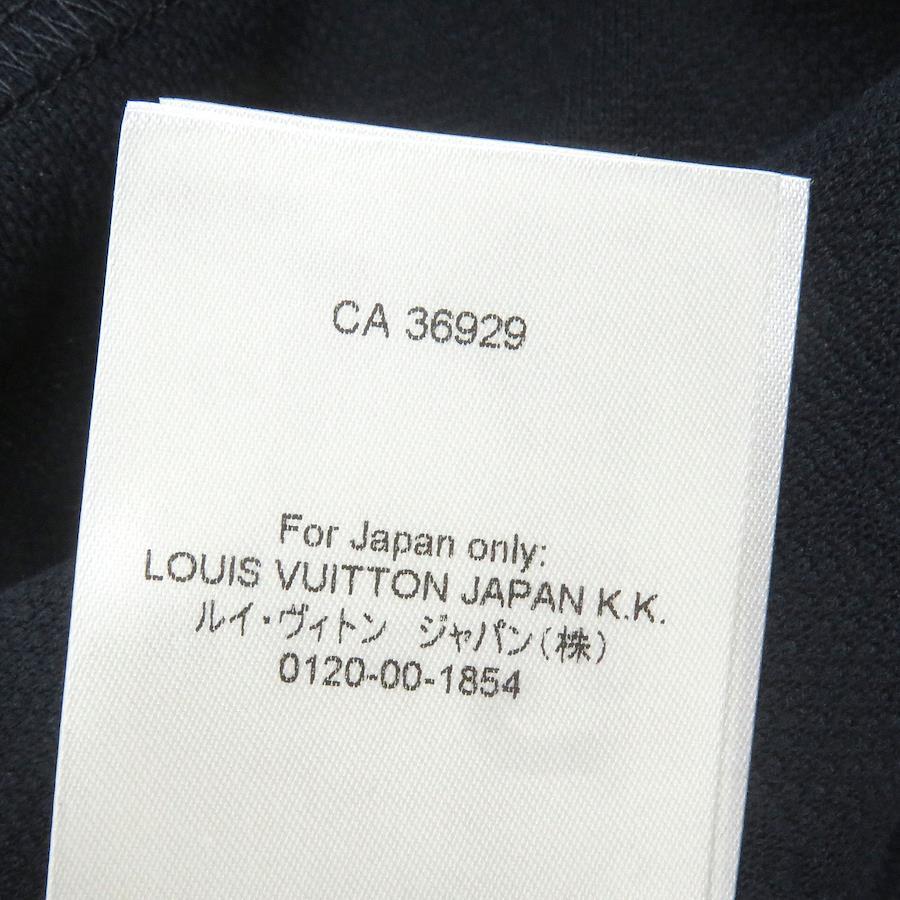 CA 36929
For Japan only:
LOUIS VUITTON JAPAN K.K.
ルイ・ヴィトン　ジャパン(株)
0120-00-1854